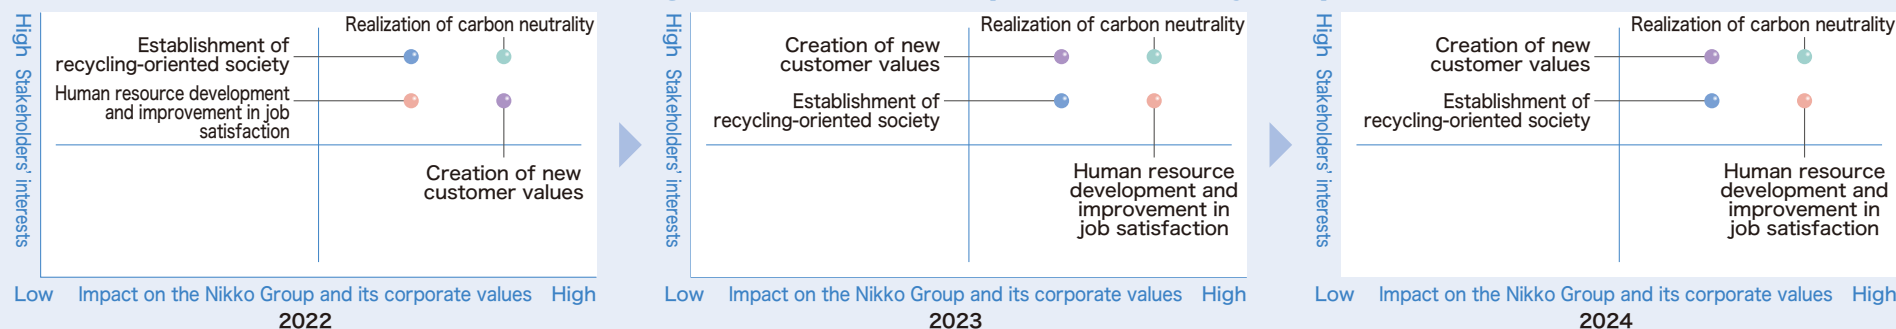 High Stakeholders' interests
Realization of carbon neutrality
Establishment of
recycling-oriented society
Human resource development
and improvement in job
satisfaction
Creation of new
customer values
Low Impact on the Nikko Group and its corporate values High
2022
High Stakeholders' interests
Realization of carbon neutrality
Creation of new
customer values
Establishment of
recycling-oriented society
Human resource
development and
improvement in
job satisfaction
Low Impact on the Nikko Group and its corporate values High
2023
High Stakeholders' interests
Realization of carbon neutrality
Creation of new
customer values
Establishment of
recycling-oriented society
Human resource
development and
improvement in
job satisfaction
Low Impact on the Nikko Group and its corporate values High
2024